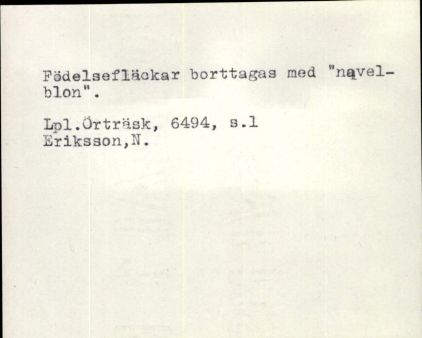 Födelsefläckar borttagas med "navel-
blon".
Lpl.Örträsk, 6494, s.1
Eriksson,N.